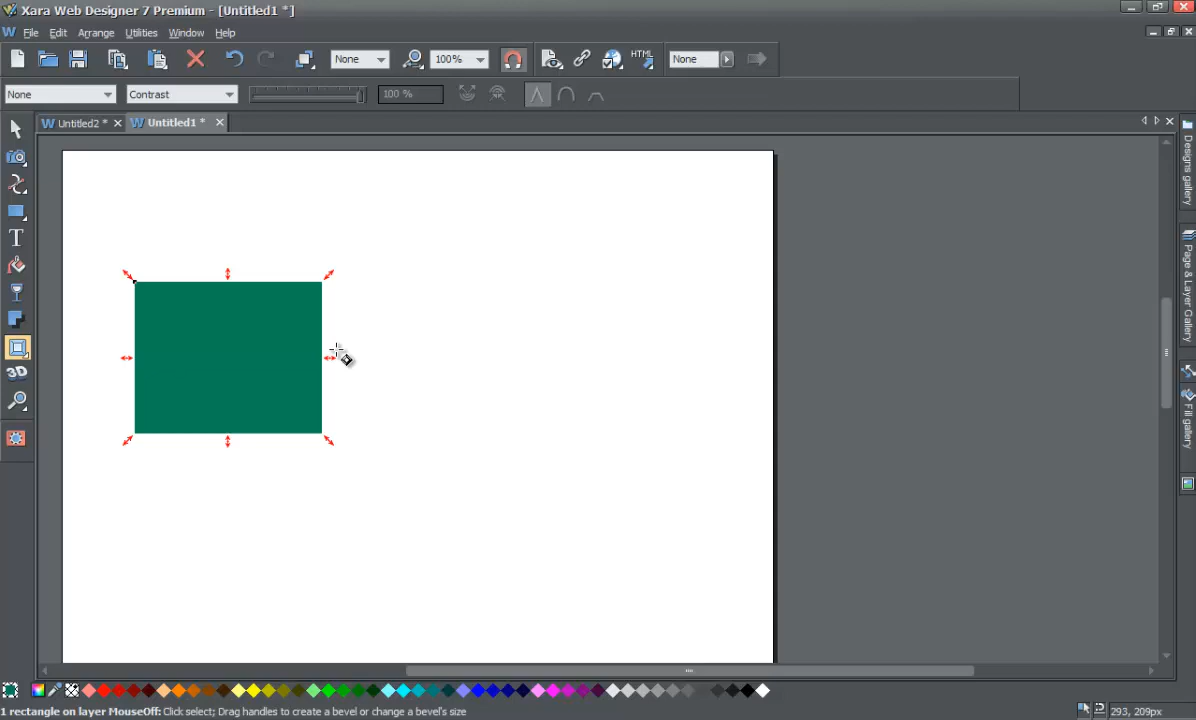 Xara Web Designer 7 Premium - [Untitled1 *]
W File Edit Arrange Utilities Window Help
None 100% HTML None
None Contrast 100 %
W Untitled2 * W Untitled1 *
T
3D
Designs gallery
Page & Layer Gallery
Fill gallery
1 rectangle on layer MouseOff: Click select; Drag handles to create a bevel or change a bevel's size 293, 209px